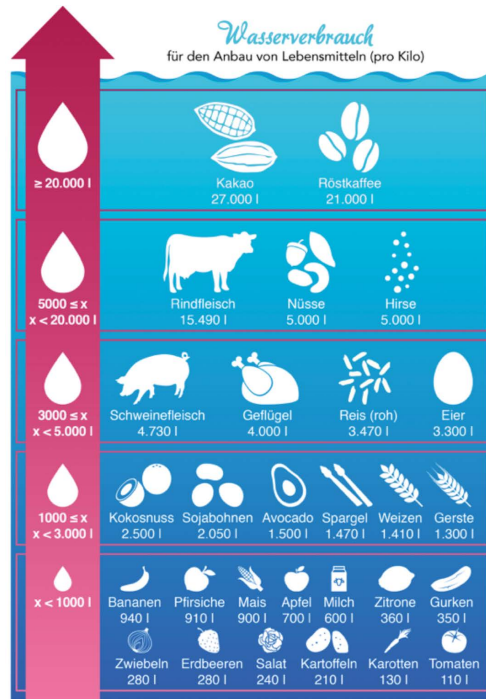 Wasserverbrauch
für den Anbau von Lebensmitteln (pro Kilo)
≥ 20.000 l
Kakao Röstkaffee
27.000 l 21.000 l
5000 ≤ x
x < 20.000 l
Rindfleisch Nüsse Hirse
15.490 l 5.000 l 5.000 l
3000 ≤ x
x < 5.000 l
Schweinefleisch Geflügel Reis (roh) Eier
4.730 l 4.000 l 3.470 l 3.300 l
1000 ≤ x
x < 3.000 l
Kokosnuss Sojabohnen Avocado Spargel Weizen Gerste
2.500 l 2.050 l 1.500 l 1.470 l 1.410 l 1.300 l
x < 1000 l
Bananen Pfirsiche Mais Apfel Milch Zitrone Gurken
940 l 910 l 900 l 700 l 600 l 360 l 350 l
Zwiebeln Erdbeeren Salat Kartoffeln Karotten Tomaten
280 l 280 l 240 l 210 l 130 l 110 l